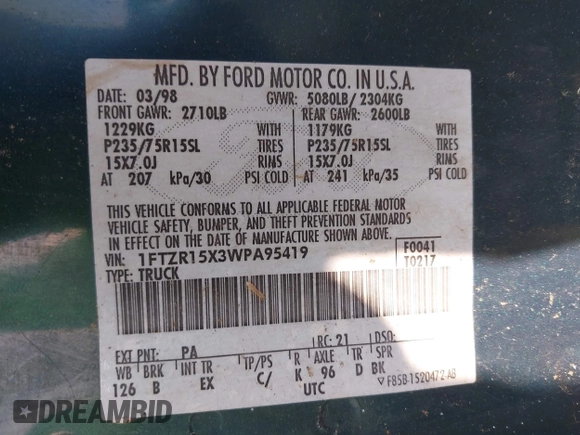 MFD. BY FORD MOTOR CO. IN U.S.A.
DATE: 03/98 GVWR: 5080LB/ 2304KG
FRONT GAWR: 2710LB REAR GAWR: 2600LB
1229KG WITH 1179KG WITH
P235/75R15SL TIRES P235/75R15SL TIRES
15X7.0J RIMS 15X7.0J RIMS
AT 207 kPa/30 PSI COLD AT 241 kPa/35 PSI COLD
THIS VEHICLE CONFORMS TO ALL APPLICABLE FEDERAL MOTOR
VEHICLE SAFETY, BUMPER, AND THEFT PREVENTION STANDARDS
IN EFFECT ON THE DATE OF MANUFACTURE SHOWN ABOVE.
VIN: 1FTZR15X3WPA95419 F0041
TYPE: TRUCK T0217
EXT PNT: PA RC: 21 DSO:
WB BRK INT TR TP/PS R AXLE TR SPR
126 B EX C/ K 96 D BK
UTC F85B-1520472-AB
DREAMBID